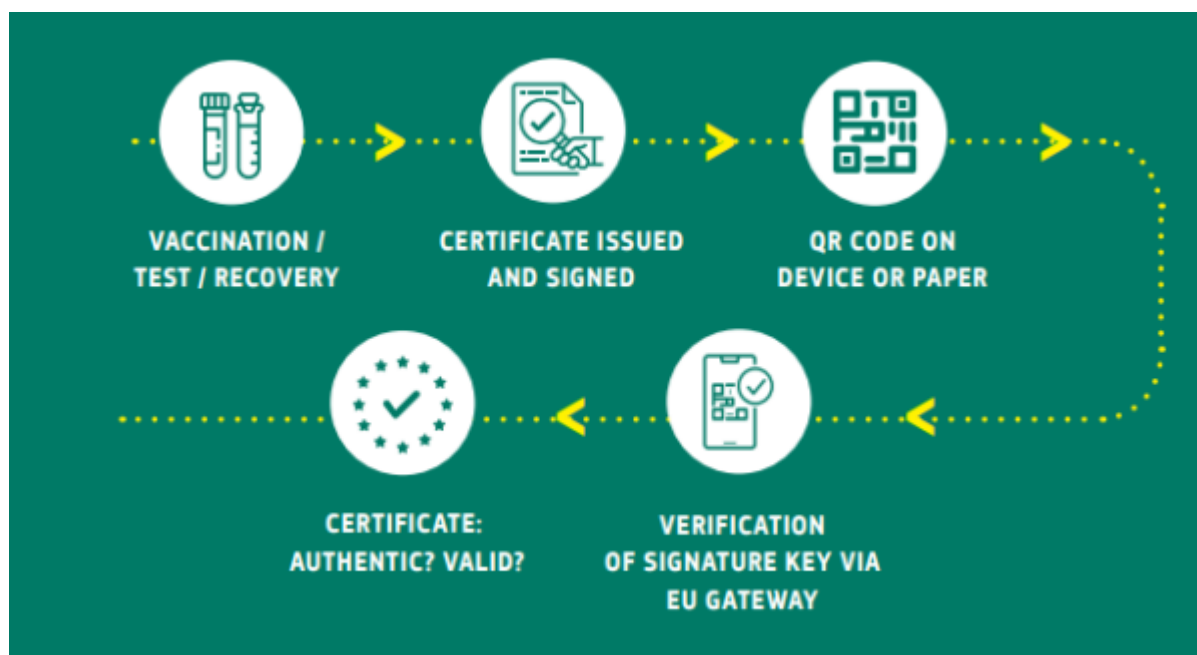 VACCINATION /
TEST / RECOVERY
CERTIFICATE ISSUED
AND SIGNED
QR CODE ON
DEVICE OR PAPER
VERIFICATION
OF SIGNATURE KEY VIA
EU GATEWAY
CERTIFICATE:
AUTHENTIC? VALID?